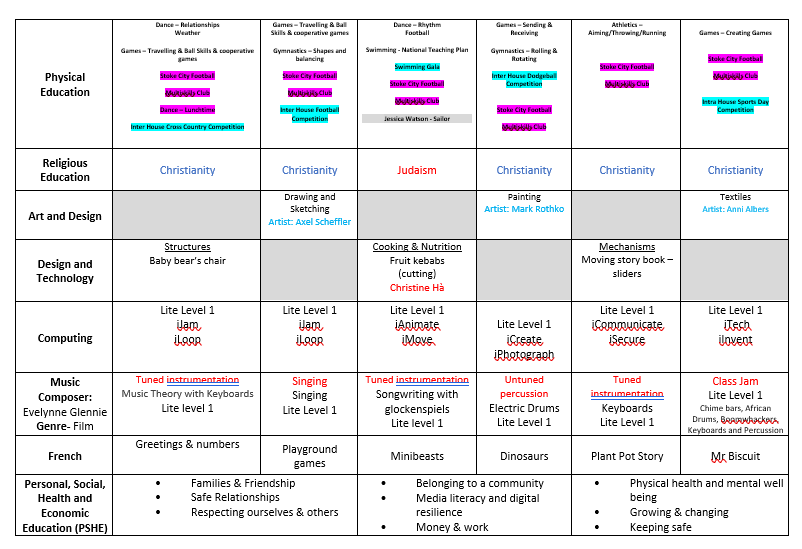 Physical
Education
Dance – Relationships
Weather
Games – Travelling & Ball Skills & cooperative
games
Stoke City Football
Multiskills Club
Dance – Lunchtime
Inter House Cross Country Competition
Games – Travelling & Ball
Skills & cooperative games
Gymnastics – Shapes and
balancing
Stoke City Football
Multiskills Club
Inter House Football
Competition
Dance – Rhythm
Football
Swimming - National Teaching Plan
Swimming Gala
Stoke City Football
Multiskills Club
Jessica Watson - Sailor
Games – Sending &
Receiving
Gymnastics – Rolling &
Rotating
Inter House Dodgeball
Competition
Stoke City Football
Multiskills Club
Athletics –
Aiming/Throwing/Running
Stoke City Football
Multiskills Club
Games – Creating Games
Stoke City Football
Multiskills Club
Intra House Sports Day
Competition
Religious
Education
Christianity
Christianity
Judaism
Christianity
Christianity
Christianity
Art and Design
Drawing and
Sketching
Artist: Axel Scheffler
Painting
Artist: Mark Rothko
Textiles
Artist: Anni Albers
Design and
Technology
Structures
Baby bear's chair
Cooking & Nutrition
Fruit kebabs
(cutting)
Christine Hà
Mechanisms
Moving story book –
sliders
Computing
Lite Level 1
iJam
iLoop
Lite Level 1
iJam
iLoop
Lite Level 1
iAnimate
iMove
Lite Level 1
iCreate
iPhotograph
Lite Level 1
iCommunicate
iSecure
Lite Level 1
iTech
iInvent
Music
Composer:
Evelynne Glennie
Genre- Film
Tuned instrumentation
Music Theory with Keyboards
Lite level 1
Singing
Singing
Lite Level 1
Tuned instrumentation
Songwriting with
glockenspiels
Lite level 1
Untuned
percussion
Electric Drums
Lite Level 1
Tuned
instrumentation
Keyboards
Lite Level 1
Class Jam
Lite Level 1
Chime bars, African
Drums, Boomwhackers
Keyboards and Percussion
French
Greetings & numbers
Playground
games
Minibeasts
Dinosaurs
Plant Pot Story
Mr Biscuit
Personal, Social,
Health and
Economic
Education (PSHE)
• Families & Friendship
• Safe Relationships
• Respecting ourselves & others
• Belonging to a community
• Media literacy and digital
resilience
• Money & work
• Physical health and mental well
being
• Growing & changing
• Keeping safe